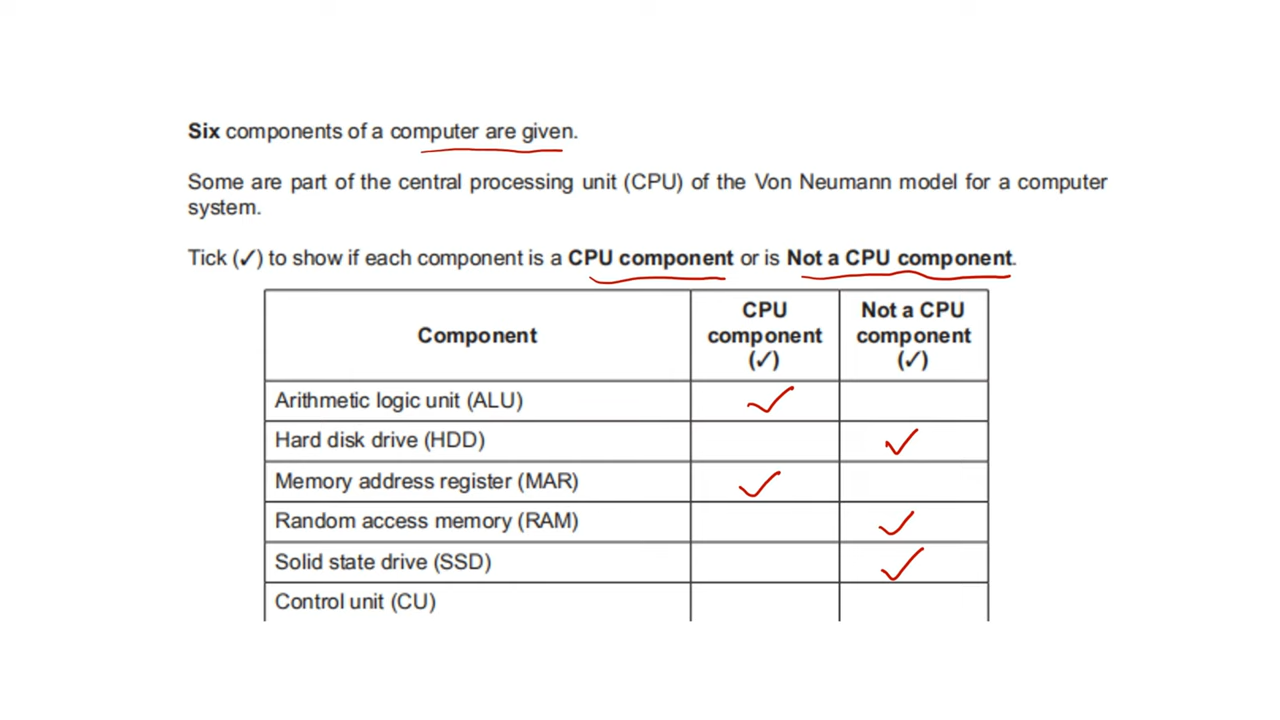 Six components of a computer are given.
Some are part of the central processing unit (CPU) of the Von Neumann model for a computer
system.
Tick (✓) to show if each component is a CPU component or is Not a CPU component.
Component
CPU
component
(✓)
Not a CPU
component
(✓)
Arithmetic logic unit (ALU) ✓
Hard disk drive (HDD) ✓
Memory address register (MAR) ✓
Random access memory (RAM) ✓
Solid state drive (SSD) ✓
Control unit (CU)